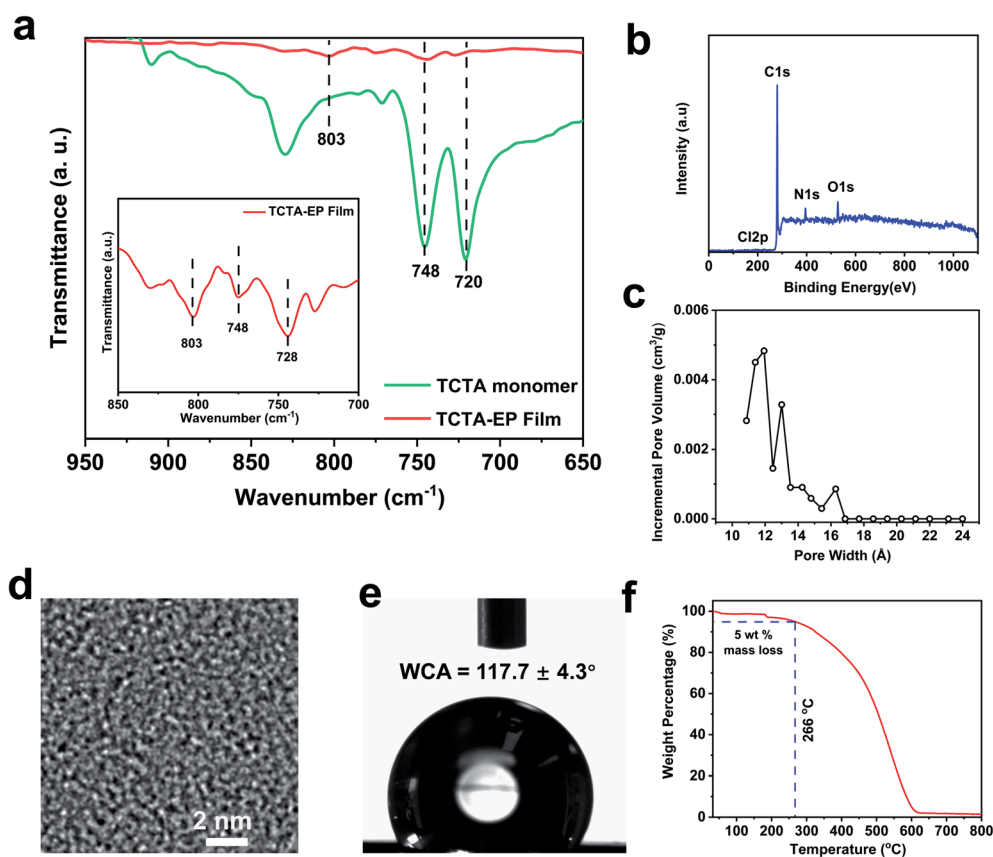 a
Transmittance (a. u.)
803
748
720
TCTA-EP Film
Transmittance (a.u.)
803
748
728
850
800
750
700
Wavenumber (cm⁻¹)
TCTA monomer
TCTA-EP Film
950
900
850
800
750
700
650
Wavenumber (cm⁻¹)
b
Intensity (a.u)
C1s
N1s
O1s
Cl2p
0
200
400
600
800
1000
Binding Energy(eV)
c
Incremental Pore Volume (cm³/g)
0.006
0.004
0.002
0.000
10
12
14
16
18
20
22
24
Pore Width (Å)
d
2 nm
e
WCA = 117.7 ± 4.3°
f
Weight Percentage (%)
100
80
60
40
20
0
5 wt %
mass loss
266 °C
100
200
300
400
500
600
700
800
Temperature (°C)